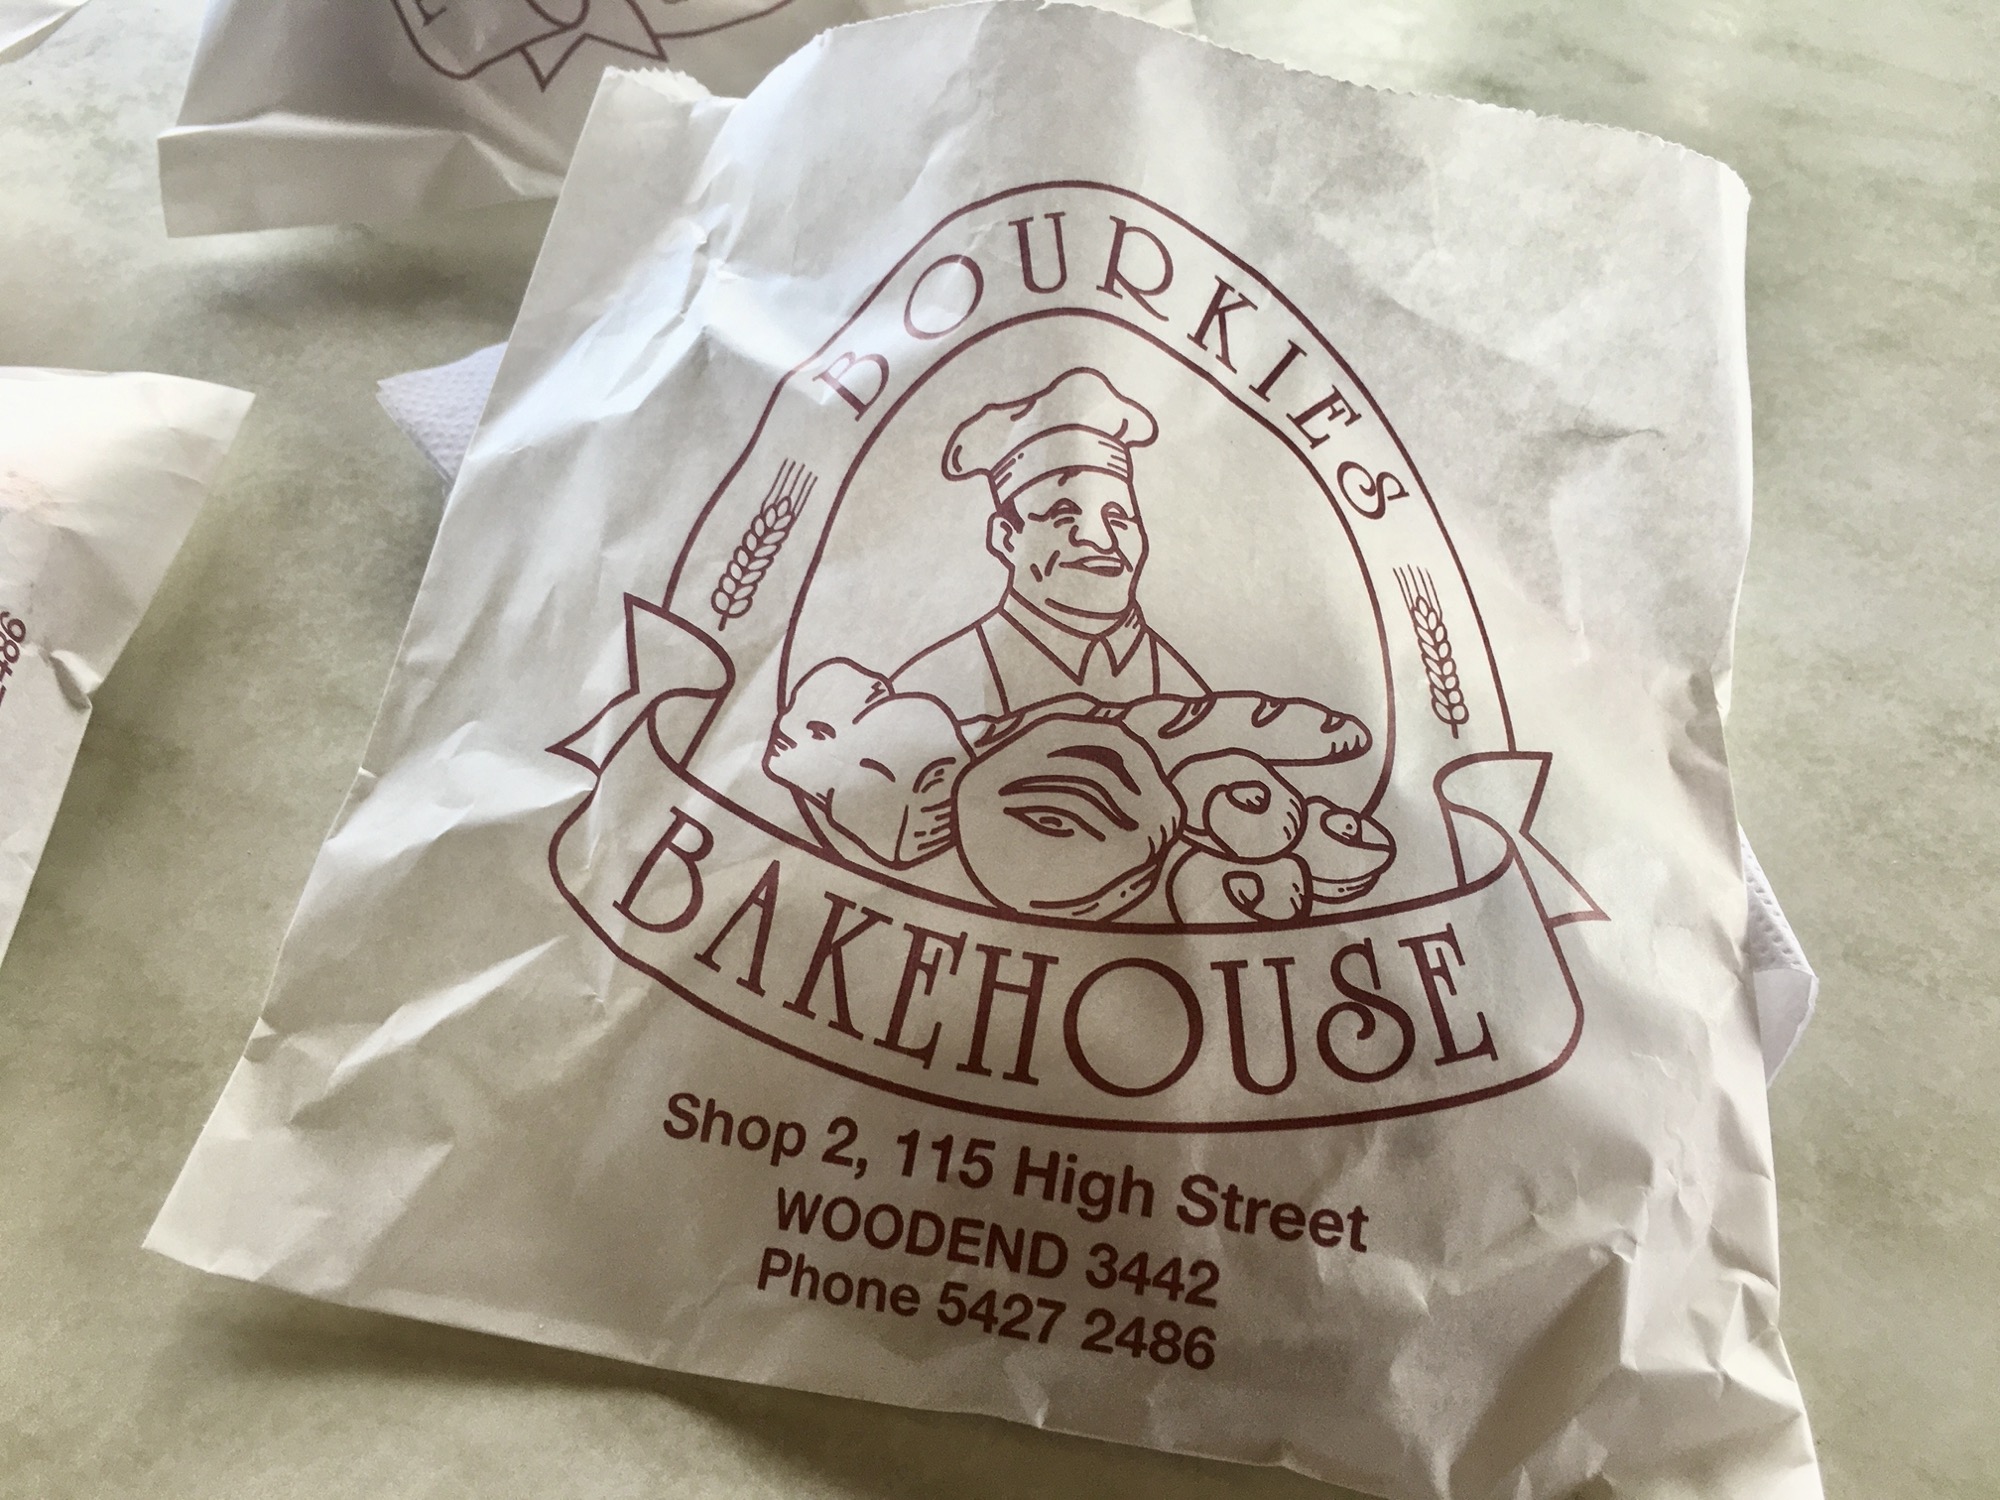 BOURKIES
BAKEHOUSE
Shop 2, 115 High Street
WOODEND 3442
Phone 5427 2486